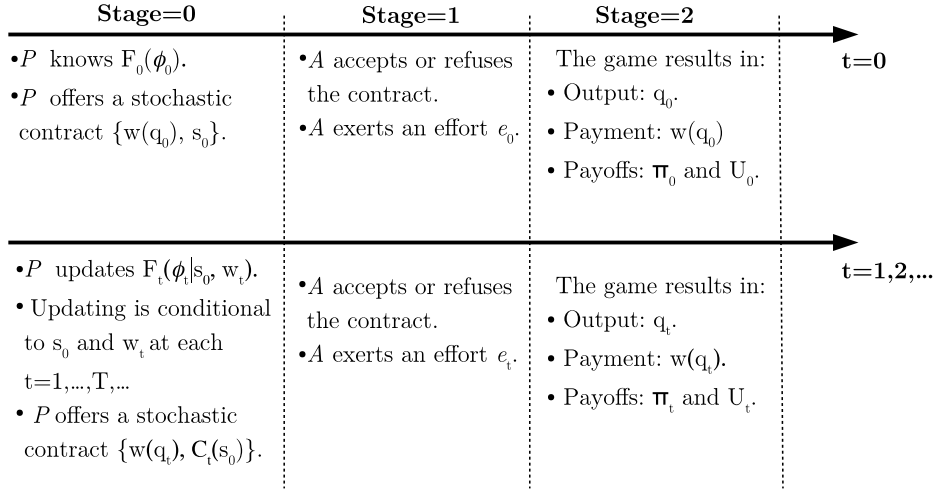 Stage=0
Stage=1
Stage=2
•P knows F₀(ϕ₀).
•P offers a stochastic
contract {w(q₀), s₀}.
•A accepts or refuses
the contract.
•A exerts an effort e₀.
The game results in:
• Output: q₀.
• Payment: w(q₀)
• Payoffs: π₀ and U₀.
t=0
•P updates Fₜ(ϕₜ|s₀, wₜ).
• Updating is conditional
to s₀ and wₜ at each
t=1,...,T,...
• P offers a stochastic
contract {w(qₜ), Cₜ(s₀)}.
•A accepts or refuses
the contract.
•A exerts an effort eₜ.
The game results in:
• Output: qₜ.
• Payment: w(qₜ).
• Payoffs: πₜ and Uₜ.
t=1,2,...